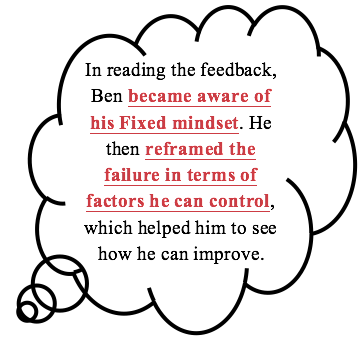 In reading the feedback,
Ben became aware of
his Fixed mindset. He
then reframed the
failure in terms of
factors he can control,
which helped him to see
how he can improve.